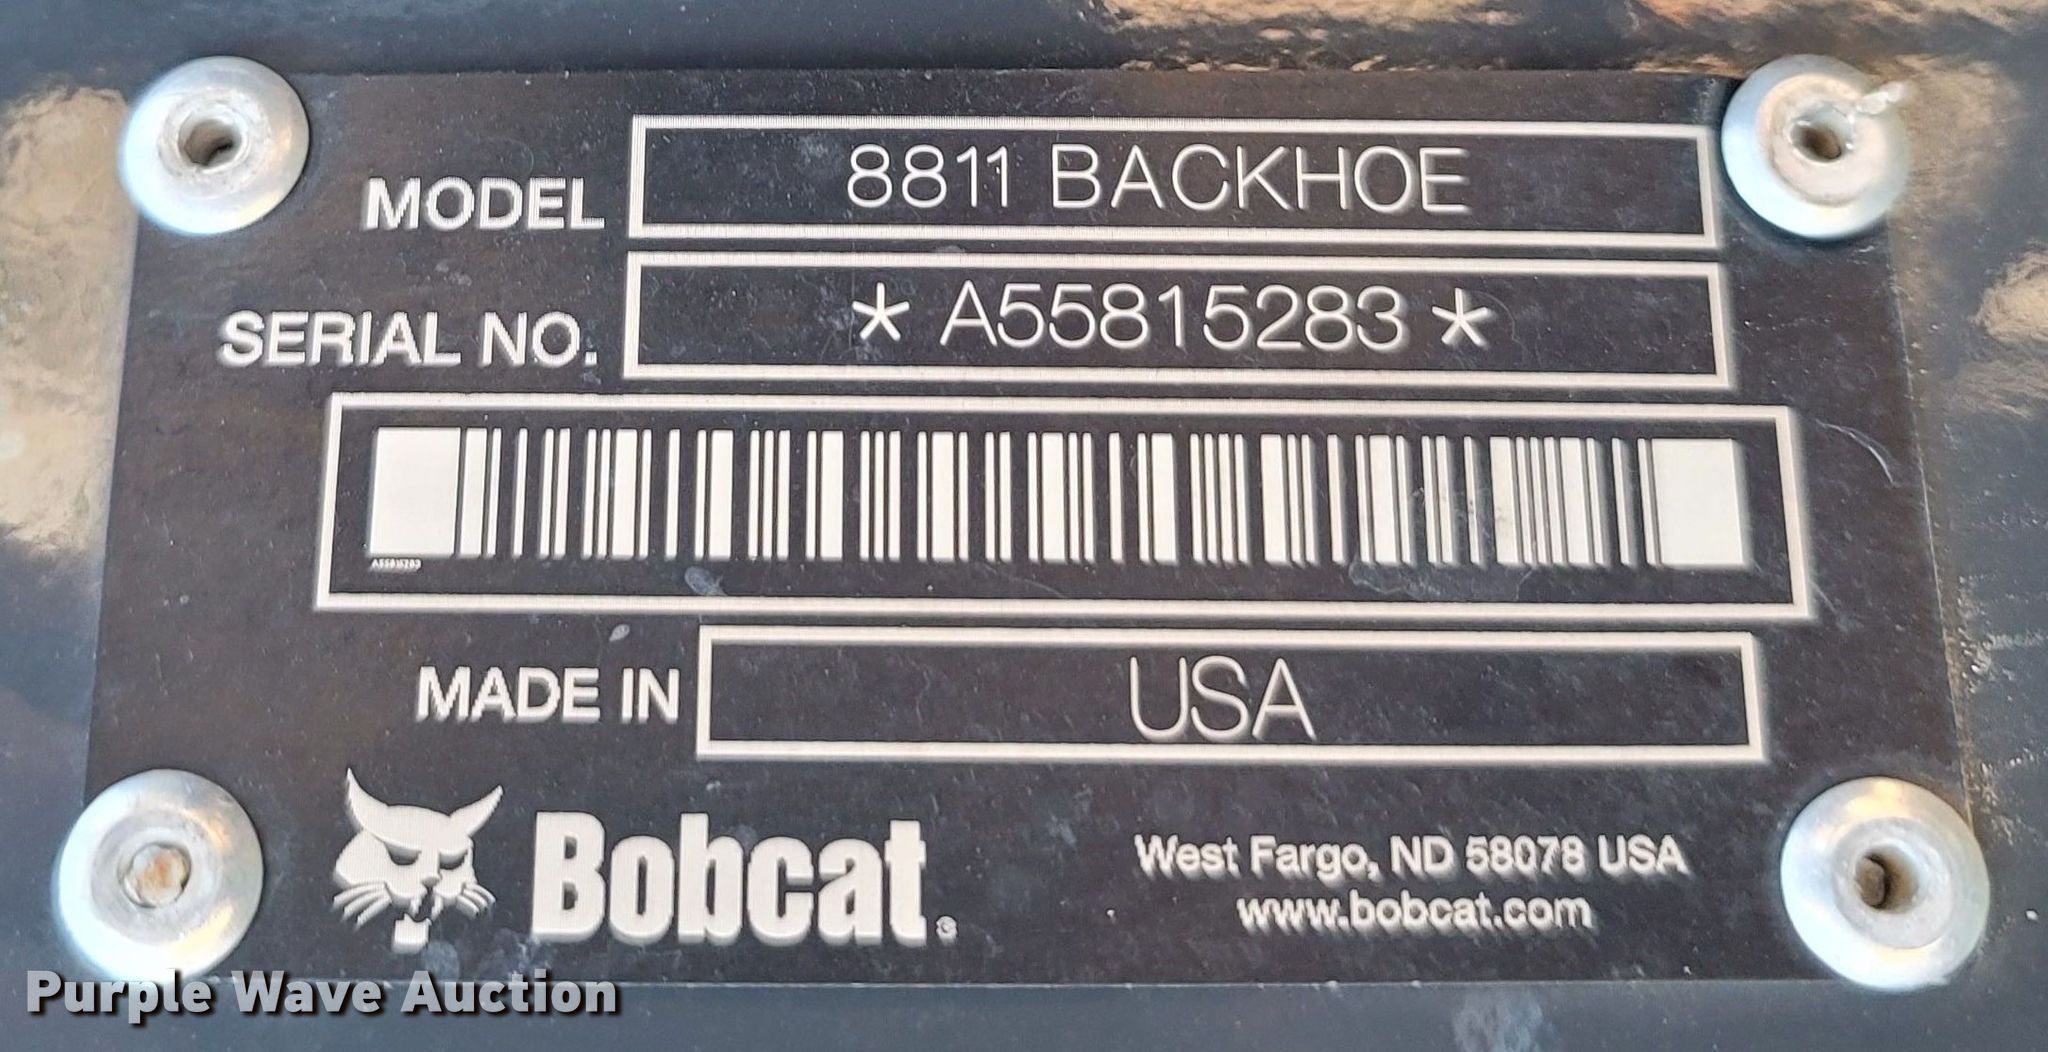 MODEL 8811 BACKHOE
SERIAL NO. *A55815283*
A55815283
MADE IN USA
Bobcat®
West Fargo, ND 58078 USA
www.bobcat.com
Purple Wave Auction